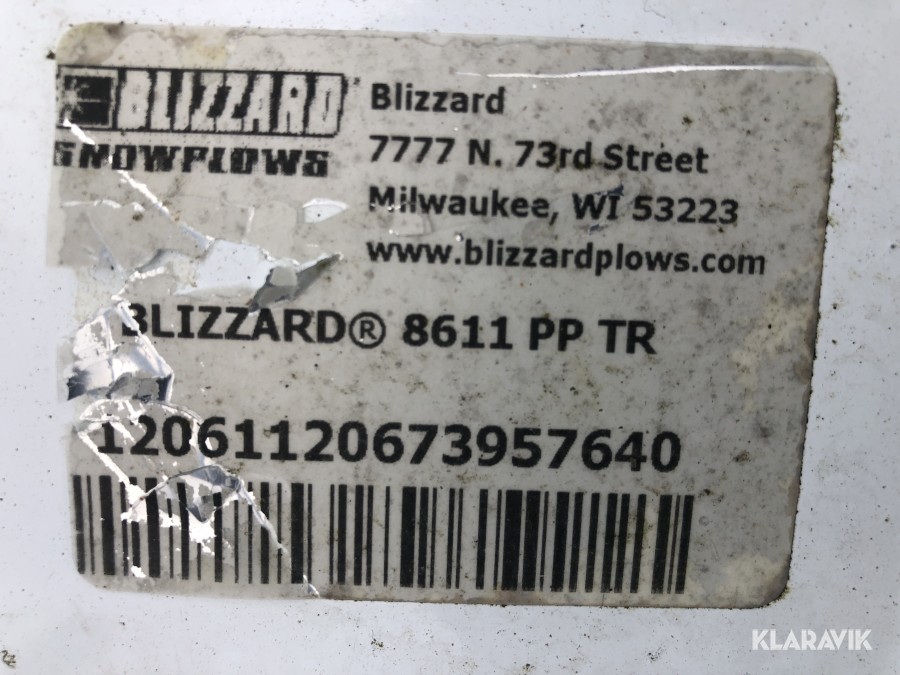 BLIZZARD
SNOWPLOWS
Blizzard
7777 N. 73rd Street
Milwaukee, WI 53223
www.blizzardplows.com
BLIZZARD® 8611 PP TR
12061120673957640
KLARAVIK